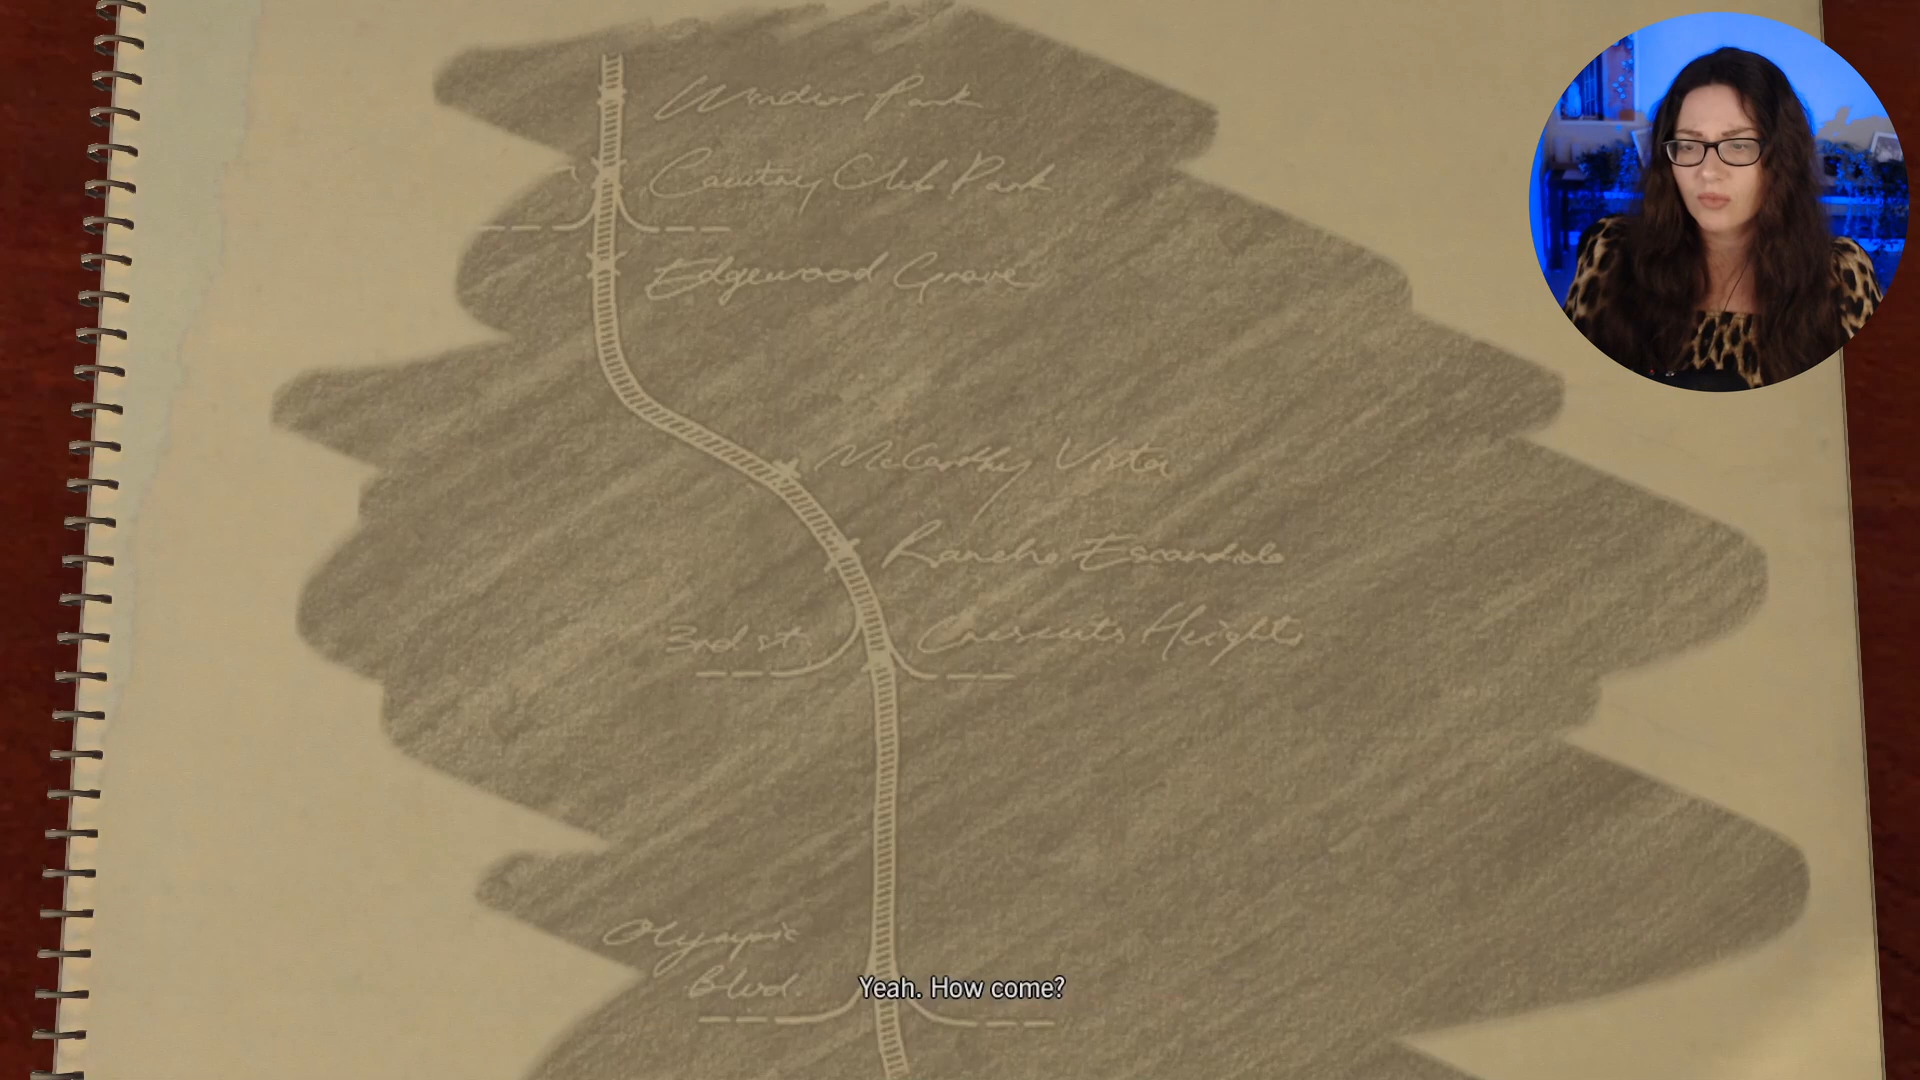 Windsor Park
Country Club Park
Edgewood Grove
McCarthy Vista
Rancho Escondido
3rd st.
Crescents Heights
Olympic
Blvd.
Yeah. How come?